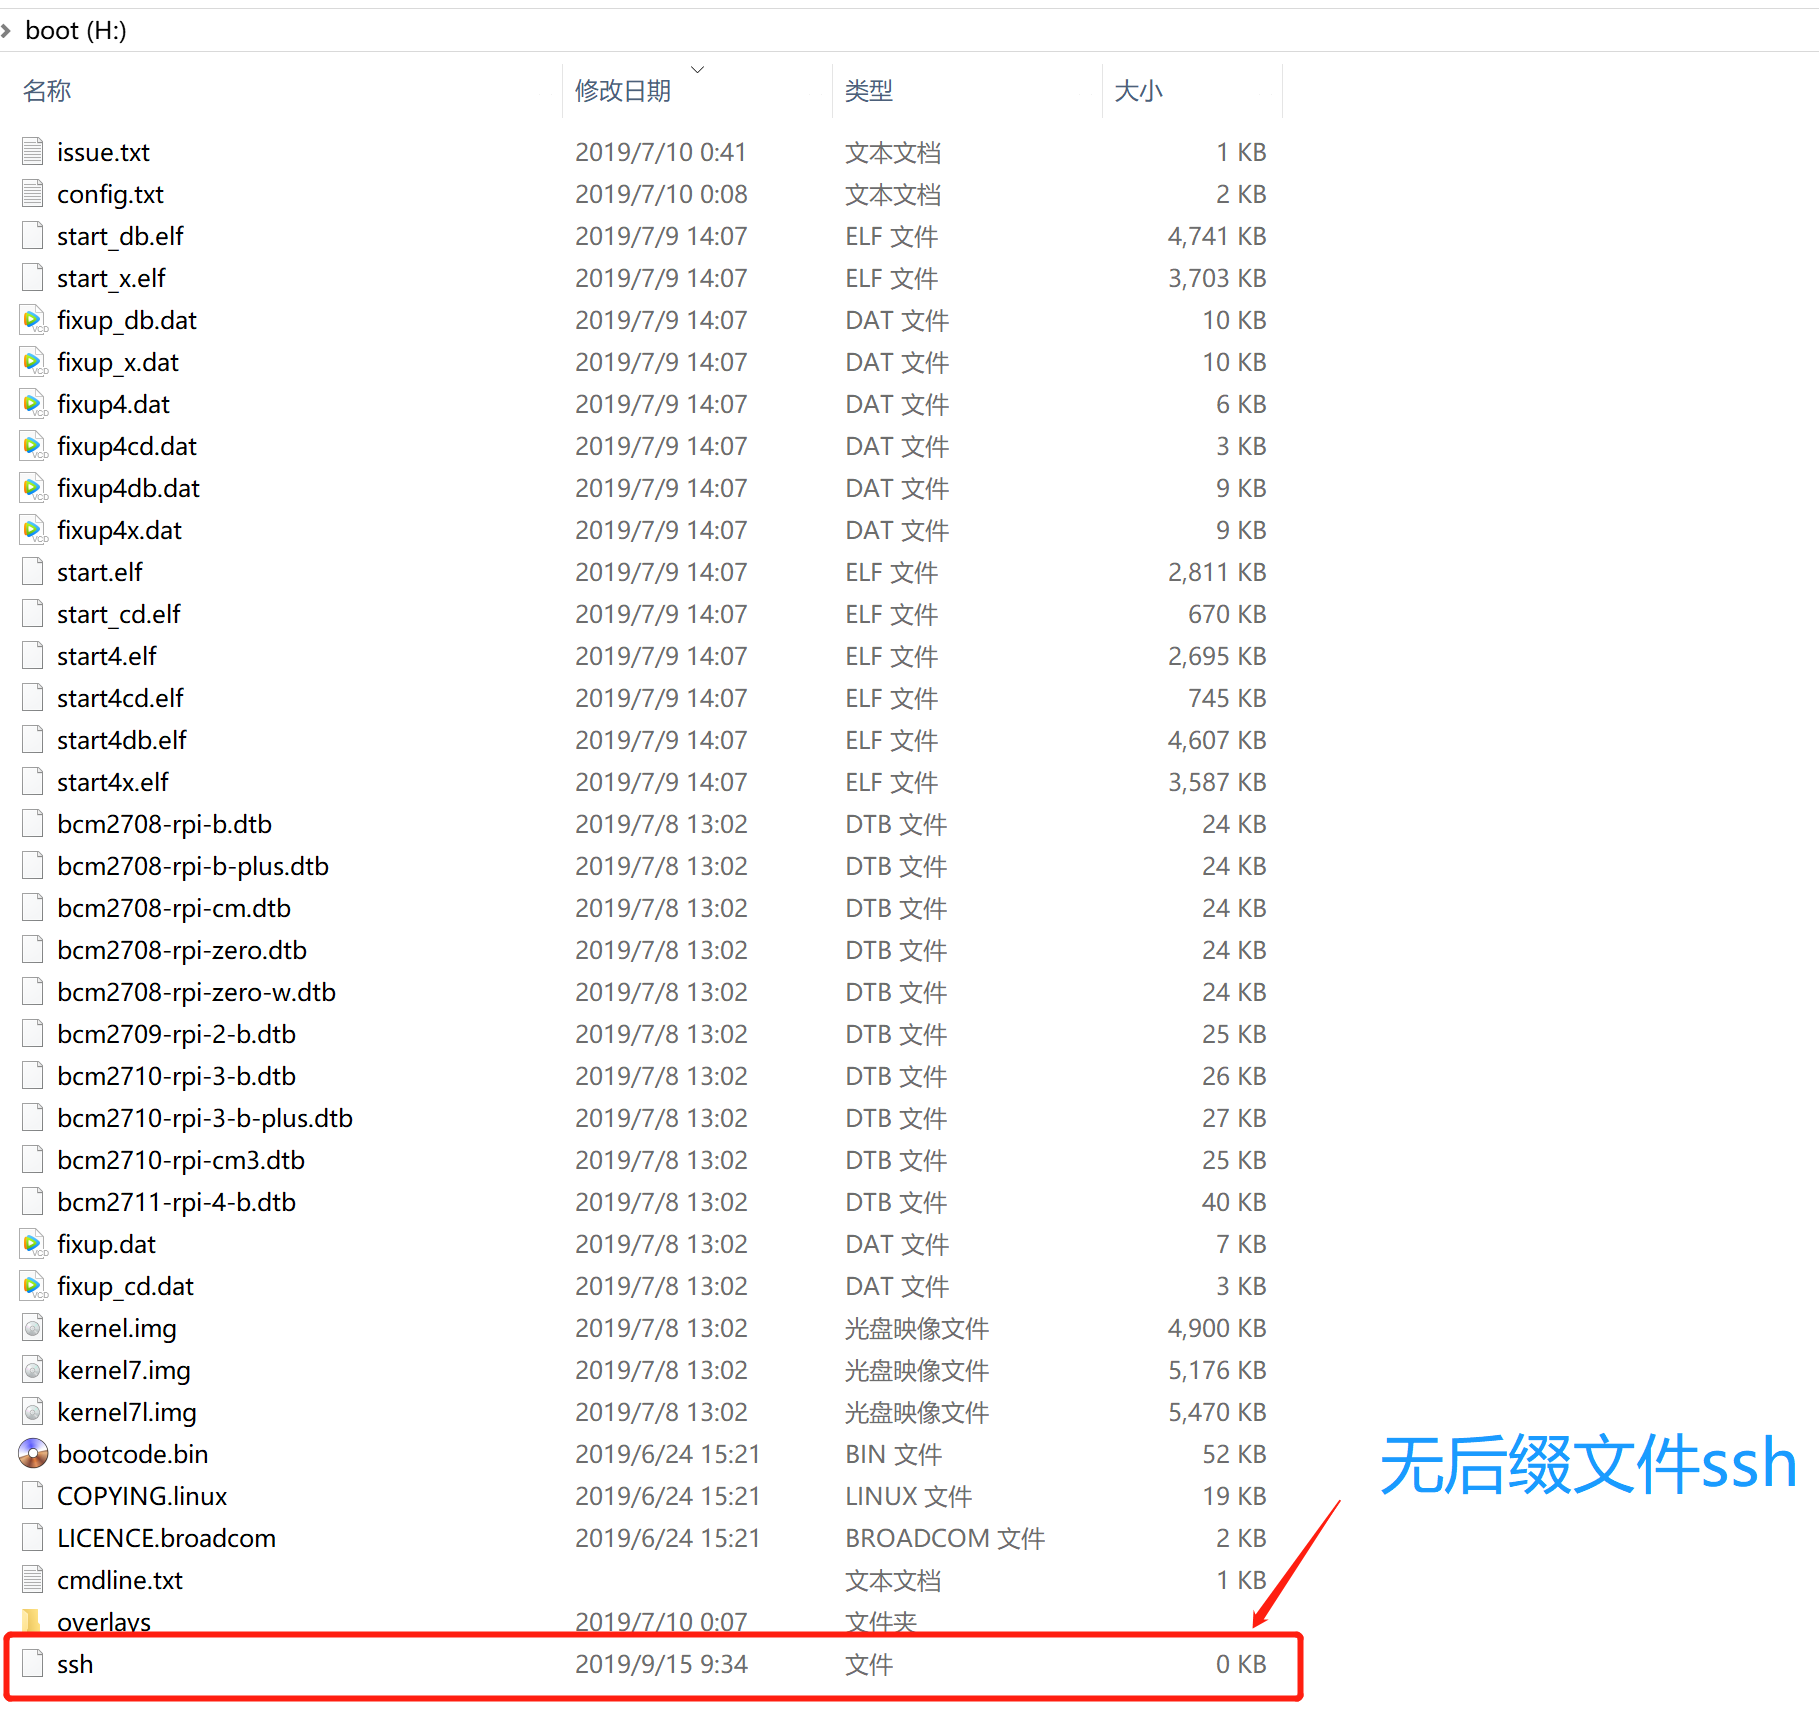 boot (H:)
名称 修改日期 类型 大小
issue.txt 2019/7/10 0:41 文本文档 1 KB
config.txt 2019/7/10 0:08 文本文档 2 KB
start_db.elf 2019/7/9 14:07 ELF 文件 4,741 KB
start_x.elf 2019/7/9 14:07 ELF 文件 3,703 KB
fixup_db.dat 2019/7/9 14:07 DAT 文件 10 KB
fixup_x.dat 2019/7/9 14:07 DAT 文件 10 KB
fixup4.dat 2019/7/9 14:07 DAT 文件 6 KB
fixup4cd.dat 2019/7/9 14:07 DAT 文件 3 KB
fixup4db.dat 2019/7/9 14:07 DAT 文件 9 KB
fixup4x.dat 2019/7/9 14:07 DAT 文件 9 KB
start.elf 2019/7/9 14:07 ELF 文件 2,811 KB
start_cd.elf 2019/7/9 14:07 ELF 文件 670 KB
start4.elf 2019/7/9 14:07 ELF 文件 2,695 KB
start4cd.elf 2019/7/9 14:07 ELF 文件 745 KB
start4db.elf 2019/7/9 14:07 ELF 文件 4,607 KB
start4x.elf 2019/7/9 14:07 ELF 文件 3,587 KB
bcm2708-rpi-b.dtb 2019/7/8 13:02 DTB 文件 24 KB
bcm2708-rpi-b-plus.dtb 2019/7/8 13:02 DTB 文件 24 KB
bcm2708-rpi-cm.dtb 2019/7/8 13:02 DTB 文件 24 KB
bcm2708-rpi-zero.dtb 2019/7/8 13:02 DTB 文件 24 KB
bcm2708-rpi-zero-w.dtb 2019/7/8 13:02 DTB 文件 24 KB
bcm2709-rpi-2-b.dtb 2019/7/8 13:02 DTB 文件 25 KB
bcm2710-rpi-3-b.dtb 2019/7/8 13:02 DTB 文件 26 KB
bcm2710-rpi-3-b-plus.dtb 2019/7/8 13:02 DTB 文件 27 KB
bcm2710-rpi-cm3.dtb 2019/7/8 13:02 DTB 文件 25 KB
bcm2711-rpi-4-b.dtb 2019/7/8 13:02 DTB 文件 40 KB
fixup.dat 2019/7/8 13:02 DAT 文件 7 KB
fixup_cd.dat 2019/7/8 13:02 DAT 文件 3 KB
kernel.img 2019/7/8 13:02 光盘映像文件 4,900 KB
kernel7.img 2019/7/8 13:02 光盘映像文件 5,176 KB
kernel7l.img 2019/7/8 13:02 光盘映像文件 5,470 KB
bootcode.bin 2019/6/24 15:21 BIN 文件 52 KB
无后缀文件ssh
COPYING.linux 2019/6/24 15:21 LINUX 文件 19 KB
LICENCE.broadcom 2019/6/24 15:21 BROADCOM 文件 2 KB
cmdline.txt 文本文档 1 KB
overlays 2019/7/10 0:07 文件夹
ssh 2019/9/15 9:34 文件 0 KB